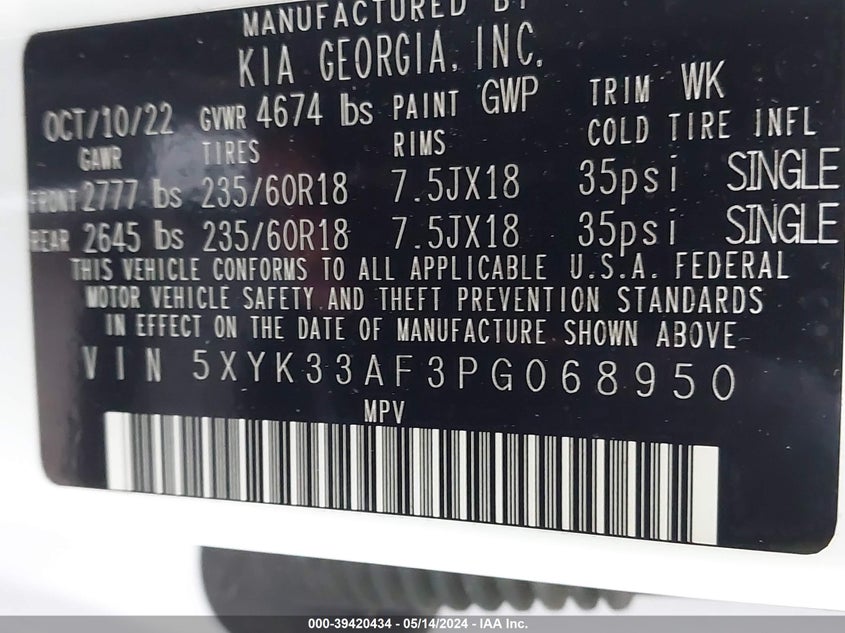 MANUFACTURED BY
KIA GEORGIA, INC.
OCT/10/22 GVWR 4674 lbs PAINT GWP TRIM WK
GAWR TIRES RIMS COLD TIRE INFL
FRONT 2777 lbs 235/60R18 7.5JX18 35psi SINGLE
REAR 2645 lbs 235/60R18 7.5JX18 35psi SINGLE
THIS VEHICLE CONFORMS TO ALL APPLICABLE U.S.A. FEDERAL
MOTOR VEHICLE SAFETY AND THEFT PREVENTION STANDARDS
IN EFFECT ON THE DATE OF MANUFACTURE SHOWN ABOVE
VIN 5XYK33AF3PG068950
MPV
000-39420434 - 05/14/2024 - IAA Inc.